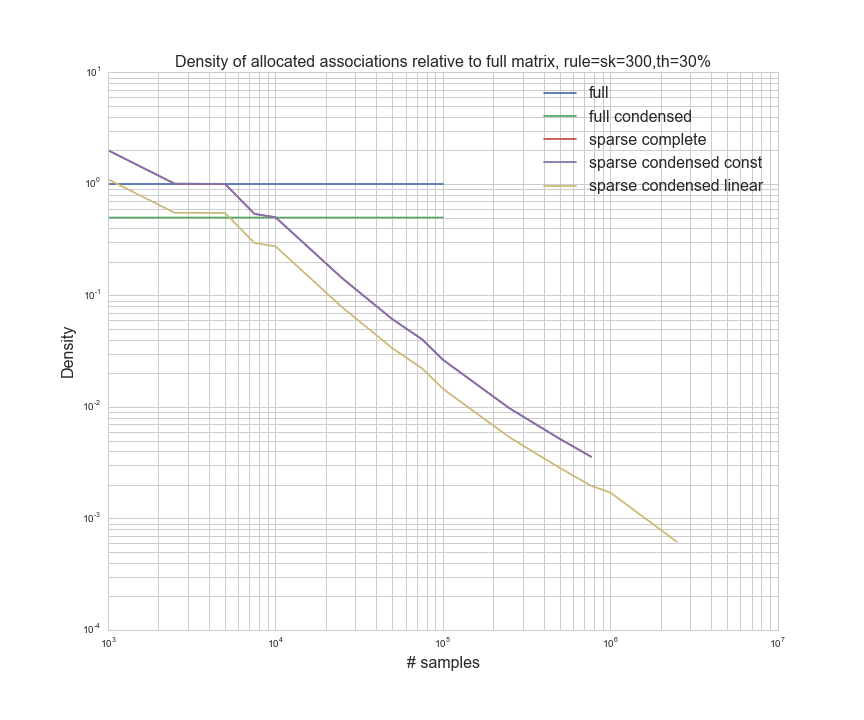 Density of allocated associations relative to full matrix, rule=sk=300,th=30%
10^1
10^0
10^-1
10^-2
10^-3
10^-4
Density
full
full condensed
sparse complete
sparse condensed const
sparse condensed linear
10^3 10^4 10^5 10^6 10^7
# samples